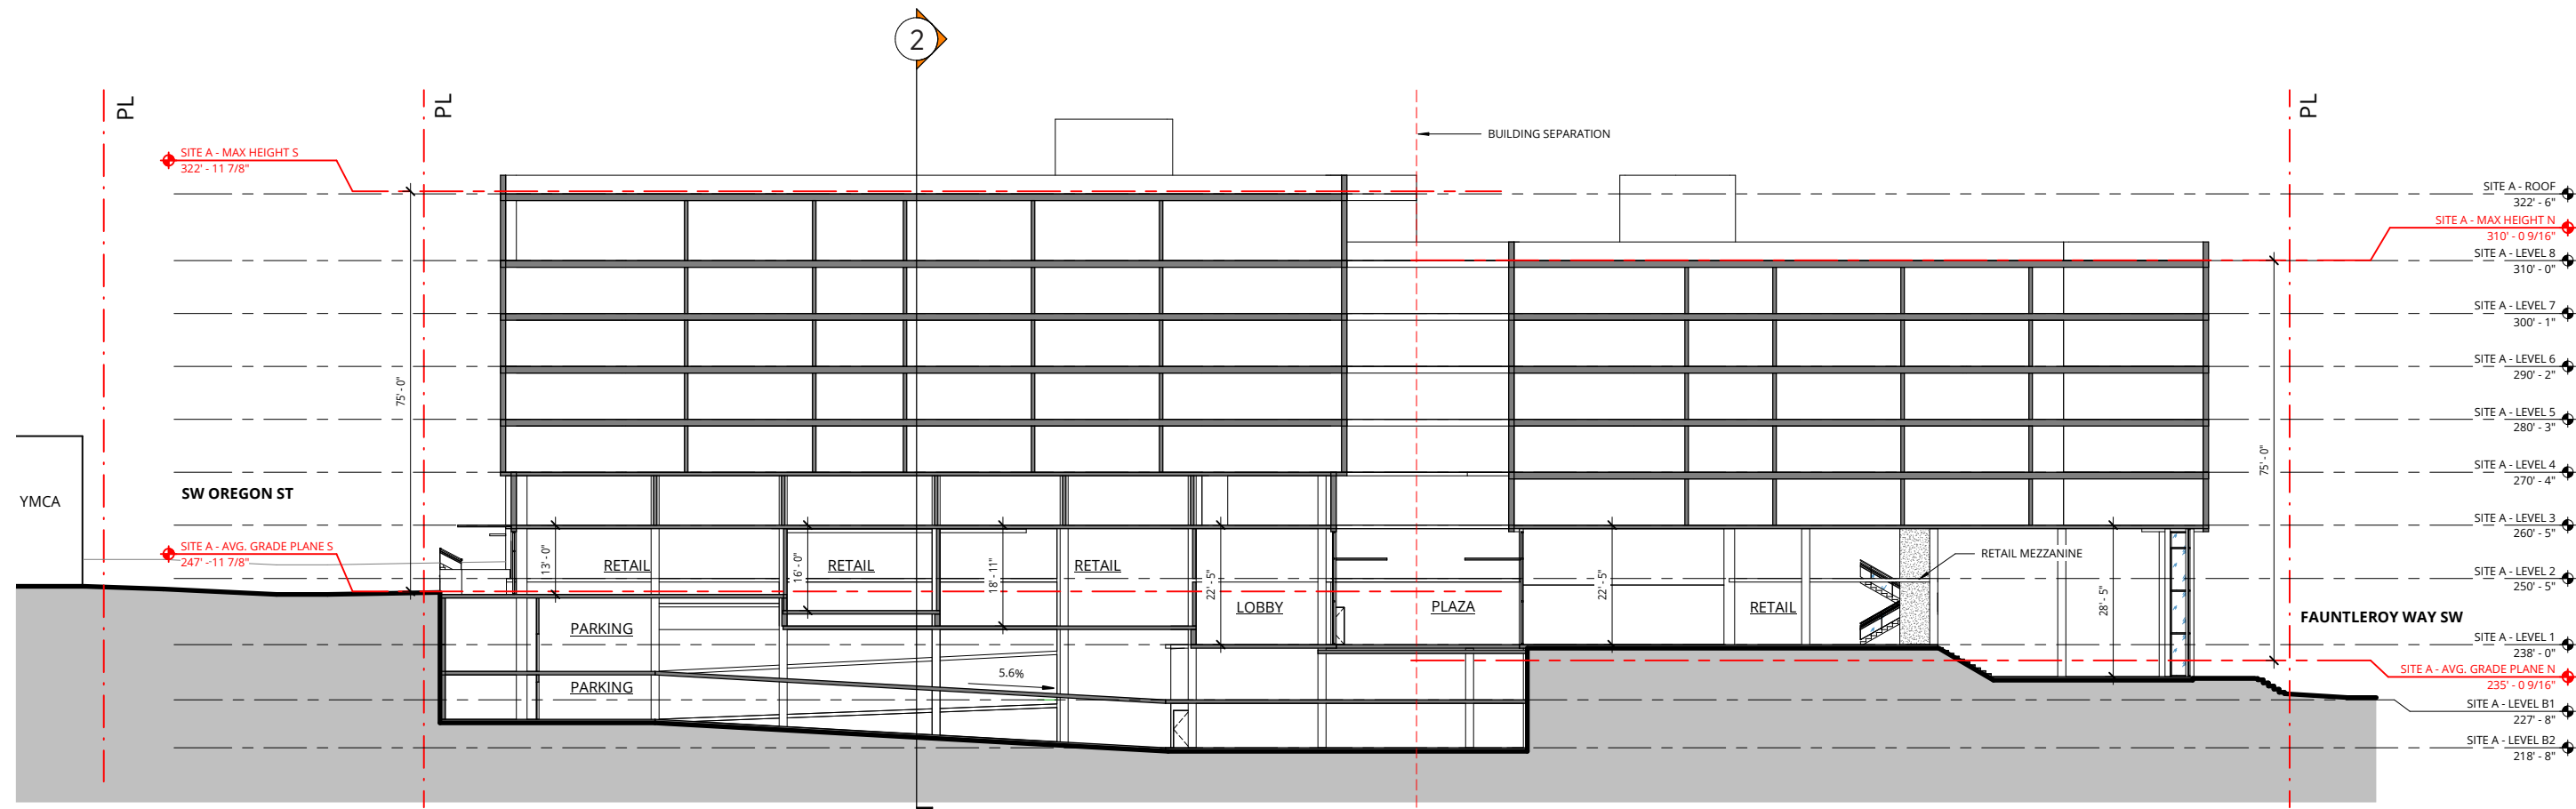 2
PL
PL
PL
BUILDING SEPARATION
SITE A - MAX HEIGHT S
322' - 11 7/8"
SITE A - ROOF
322' - 6"
SITE A - MAX HEIGHT N
310' - 0 9/16"
SITE A - LEVEL 8
310' - 0"
SITE A - LEVEL 7
300' - 1"
SITE A - LEVEL 6
290' - 2"
75' - 0"
SITE A - LEVEL 5
280' - 3"
SITE A - LEVEL 4
270' - 4"
75' - 0"
SW OREGON ST
YMCA
SITE A - LEVEL 3
260' - 5"
SITE A - AVG. GRADE PLANE S
247' - 11 7/8"
13' - 0"
RETAIL
16' - 0"
RETAIL
18' - 11"
RETAIL
22' - 5"
22' - 5"
RETAIL MEZZANINE
28' - 5"
SITE A - LEVEL 2
250' - 5"
LOBBY
PLAZA
RETAIL
FAUNTLEROY WAY SW
PARKING
SITE A - LEVEL 1
238' - 0"
5.6%
SITE A - AVG. GRADE PLANE N
235' - 0 9/16"
PARKING
SITE A - LEVEL B1
227' - 8"
SITE A - LEVEL B2
218' - 8"